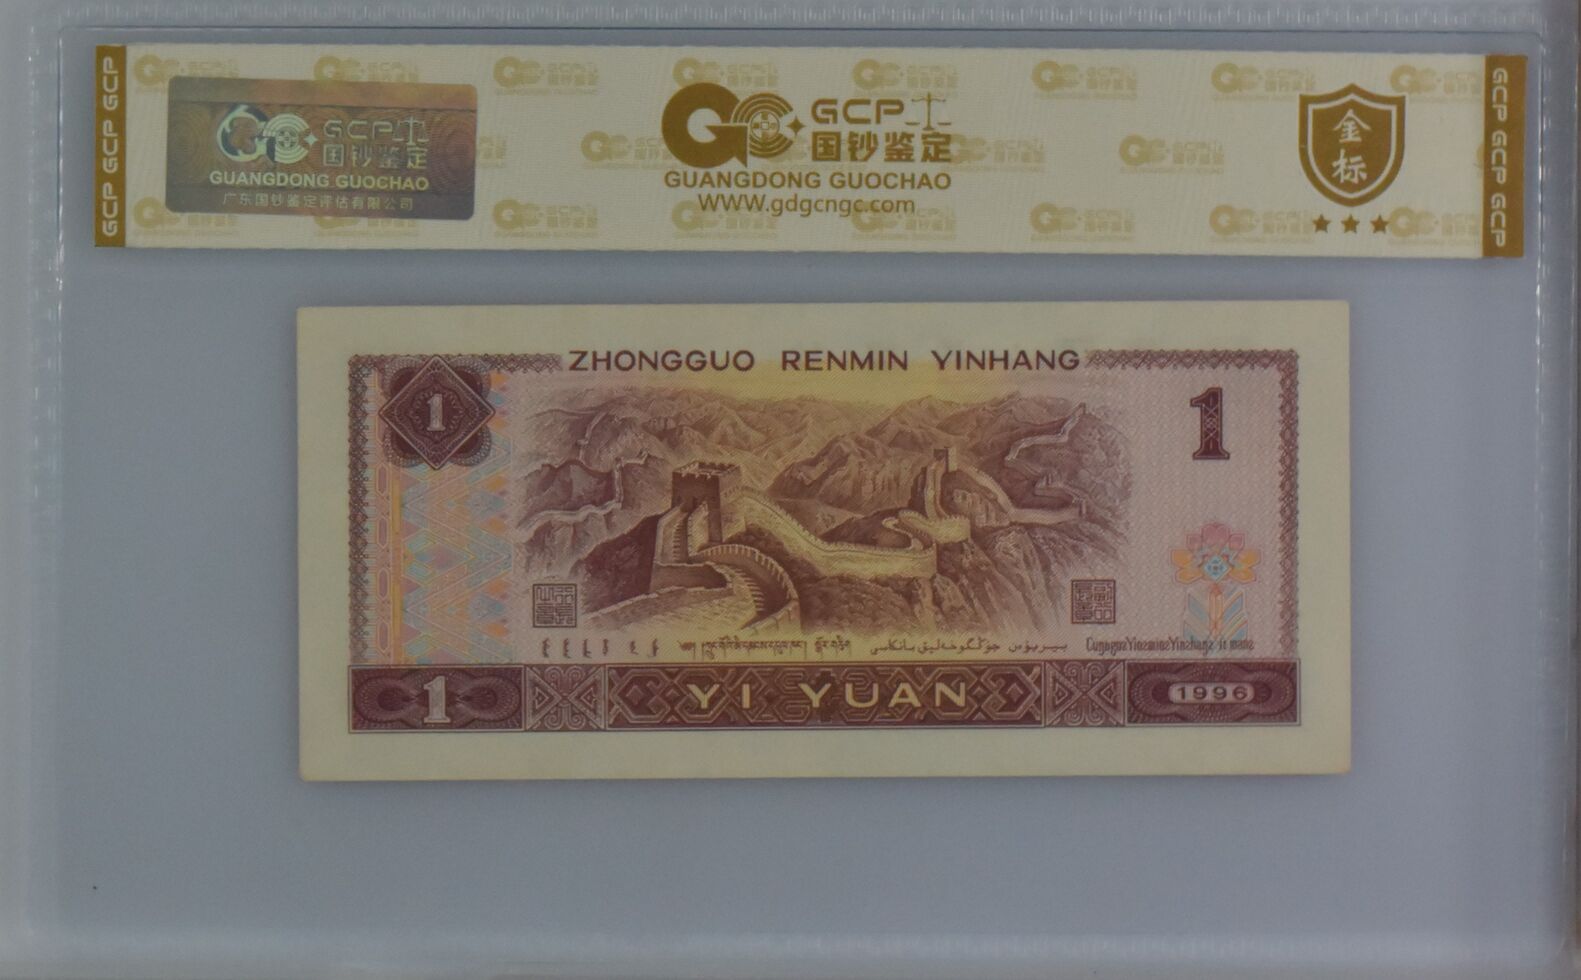 GCP GCP GCP
GCP
国钞鉴定
GUANGDONG GUOCHAO
广东国钞鉴定评估有限公司
GCP
国钞鉴定
GUANGDONG GUOCHAO
WWW.gdgcngc.com
金标
GCP GCP GCP
ZHONGGUO RENMIN YINHANG
1
1
1
YI YUAN
1996